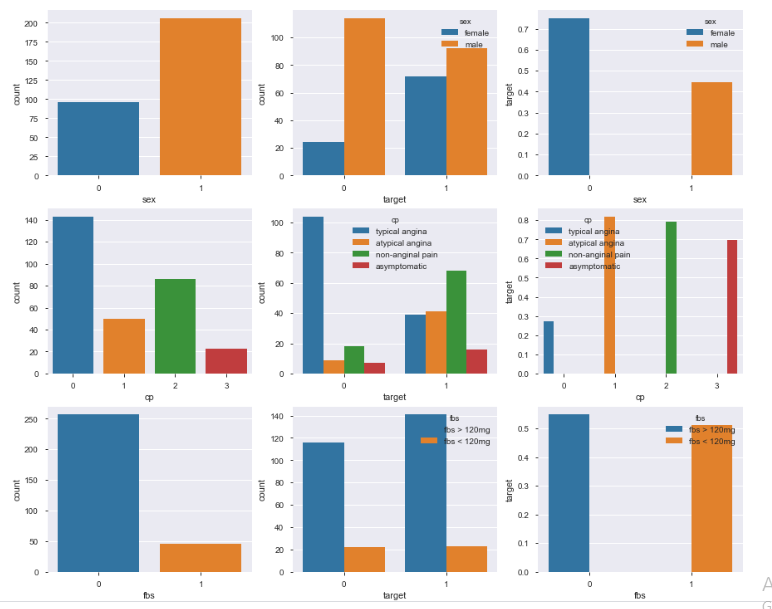 200
175
150
125
100
75
50
25
0
count
0 1
sex
100
80
60
40
20
0
count
sex
female
male
0 1
target
0.7
0.6
0.5
0.4
0.3
0.2
0.1
0.0
target
sex
female
male
0 1
sex
140
120
100
80
60
40
20
0
count
0 1 2 3
cp
100
80
60
40
20
0
count
cp
typical angina
atypical angina
non-anginal pain
asymptomatic
0 1
target
0.8
0.7
0.6
0.5
0.4
0.3
0.2
0.1
0.0
target
cp
typical angina
atypical angina
non-anginal pain
asymptomatic
0 1 2 3
cp
250
200
150
100
50
0
count
0 1
fbs
140
120
100
80
60
40
20
0
count
fbs
fbs > 120mg
fbs < 120mg
0 1
target
0.5
0.4
0.3
0.2
0.1
0.0
target
fbs
fbs > 120mg
fbs < 120mg
0 1
fbs